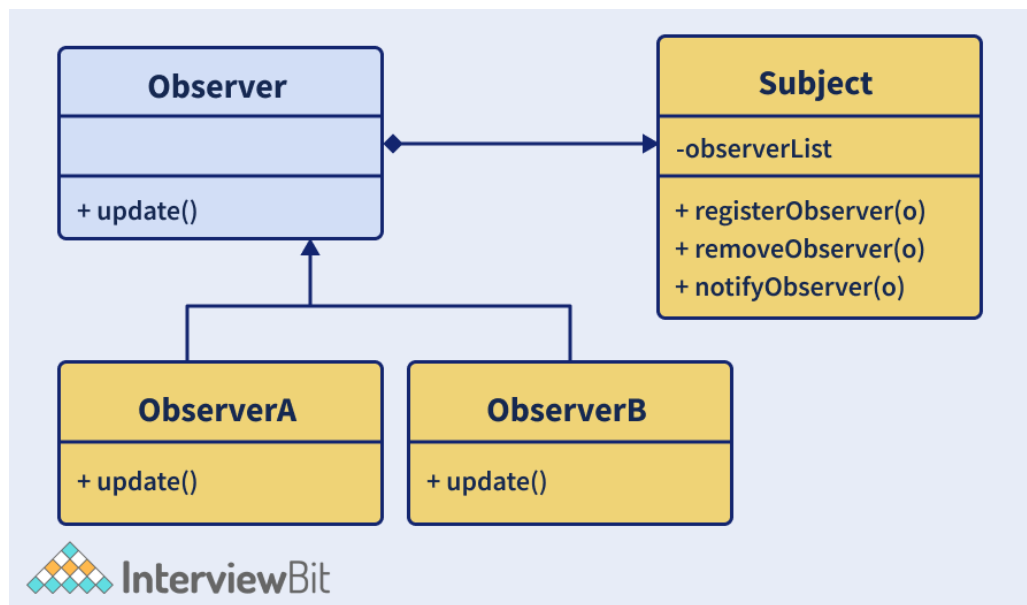 Observer
+ update()
Subject
-observerList
+ registerObserver(o)
+ removeObserver(o)
+ notifyObserver(o)
ObserverA
+ update()
ObserverB
+ update()
InterviewBit